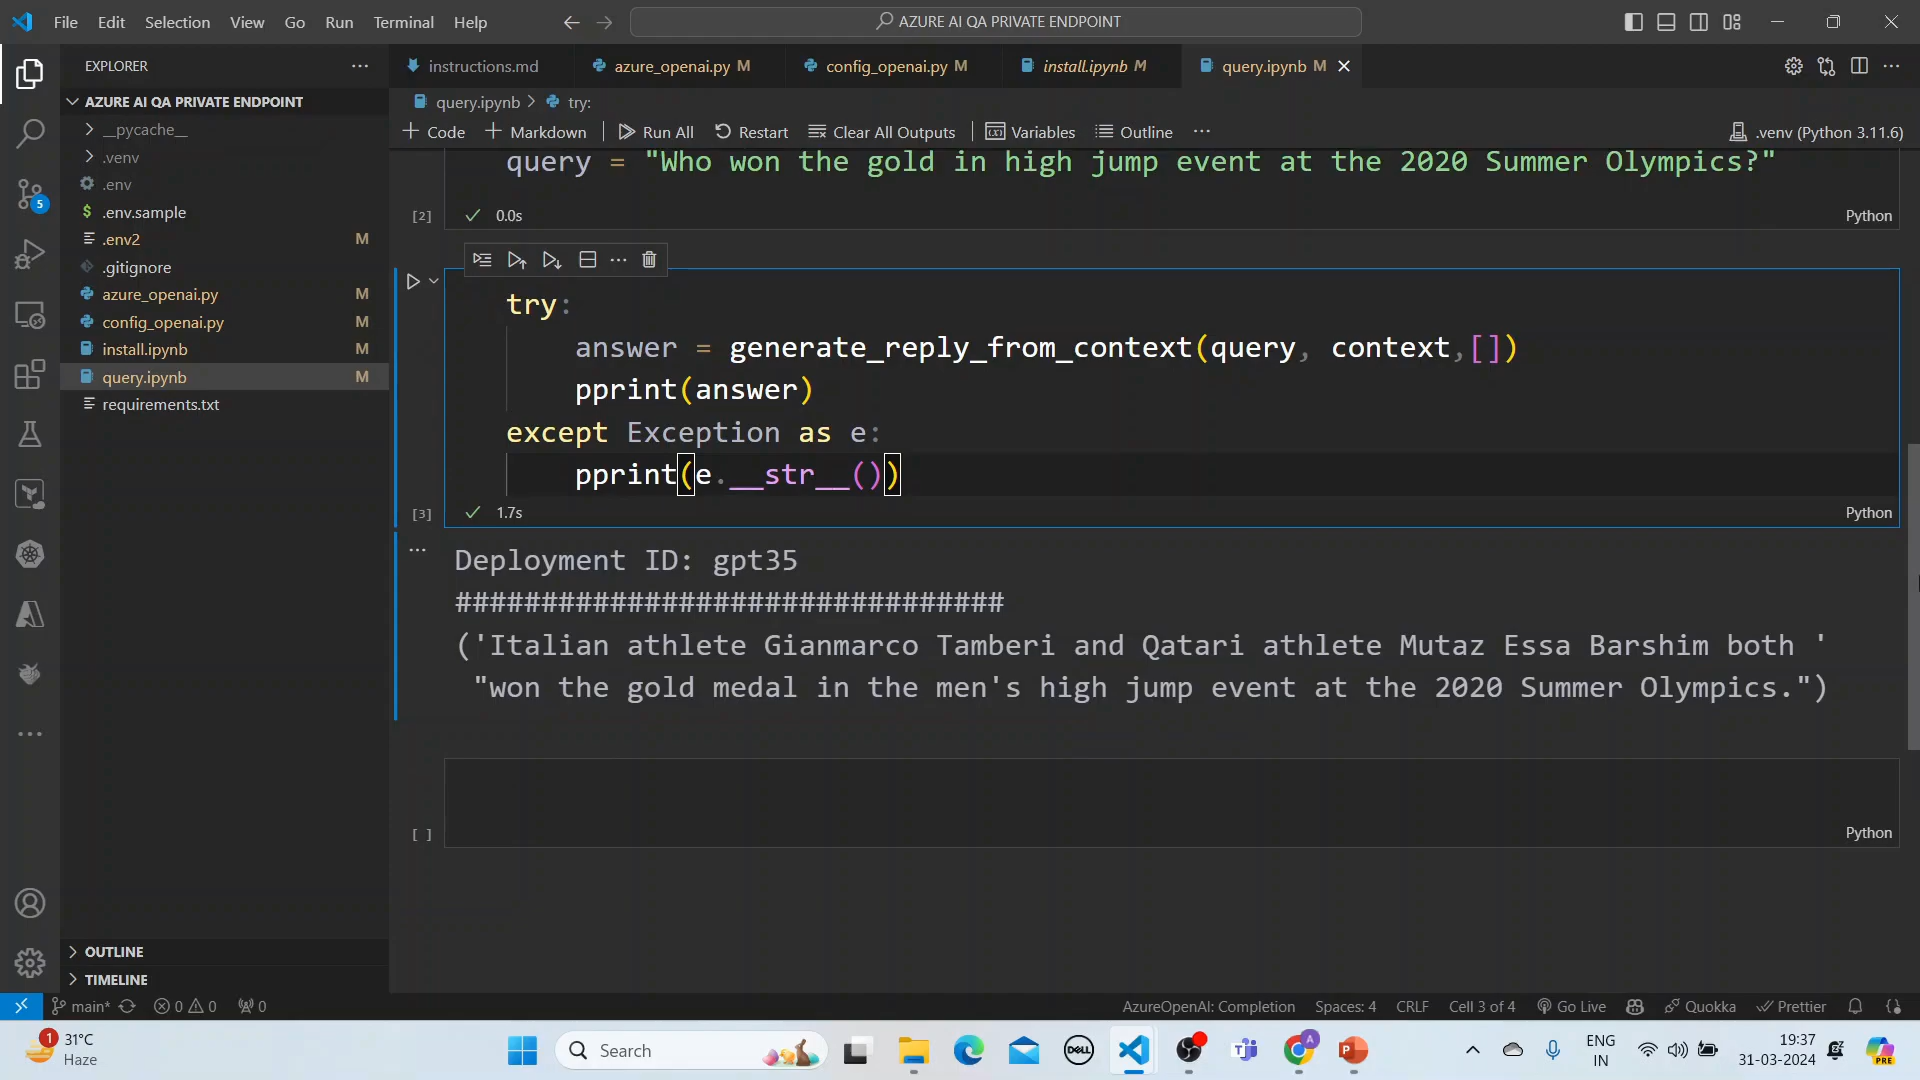 File Edit Selection View Go Run Terminal Help
AZURE AI QA PRIVATE ENDPOINT
EXPLORER
instructions.md
azure_openai.py M
config_openai.py M
install.ipynb M
query.ipynb M
AZURE AI QA PRIVATE ENDPOINT
__pycache__
.venv
.env
.env.sample
.env2 M
.gitignore
azure_openai.py M
config_openai.py M
install.ipynb M
query.ipynb M
requirements.txt
OUTLINE
TIMELINE
5
query.ipynb > try:
+ Code + Markdown Run All Restart Clear All Outputs Variables Outline
.venv (Python 3.11.6)
query = "Who won the gold in high jump event at the 2020 Summer Olympics?"
[2] 0.0s Python
try:
answer = generate_reply_from_context(query, context,[])
pprint(answer)
except Exception as e:
pprint(e.__str__())
[3] 1.7s Python
Deployment ID: gpt35
################################
('Italian athlete Gianmarco Tamberi and Qatari athlete Mutaz Essa Barshim both '
"won the gold medal in the men's high jump event at the 2020 Summer Olympics.")
[ ] Python
main* 0 0 0
AzureOpenAI: Completion Spaces: 4 CRLF Cell 3 of 4 Go Live Quokka Prettier
1
31°C
Haze
Search
DELL
A
ENG
IN
19:37
31-03-2024
PRE